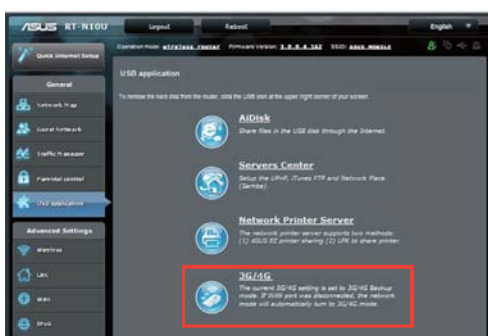 ASUS RT-N10U
Logout
Reboot
English
Quick Internet Setup
Operation Mode: wireless router Firmware Version: 3.0.0.4.162 SSID: ASUS_MOBILE
General
Network Map
Guest Network
Traffic Manager
Parental control
USB application
Advanced Settings
Wireless
LAN
WAN
IPv6
USB application
To remove the hard disk from the router, click the USB icon at the upper right corner of your screen.
AiDisk
Share files in the USB disk through the Internet.
Servers Center
Setup the UPnP, iTunes FTP and Network Place
(Samba).
Network Printer Server
The network printer server supports two methods:
(1) ASUS EZ printer sharing (2) LPR to share printer
3G/4G
The current 3G/4G setting is set to 3G/4G Backup
mode. If WAN port was disconnected, the network
mode will automatically turn to 3G/4G mode.